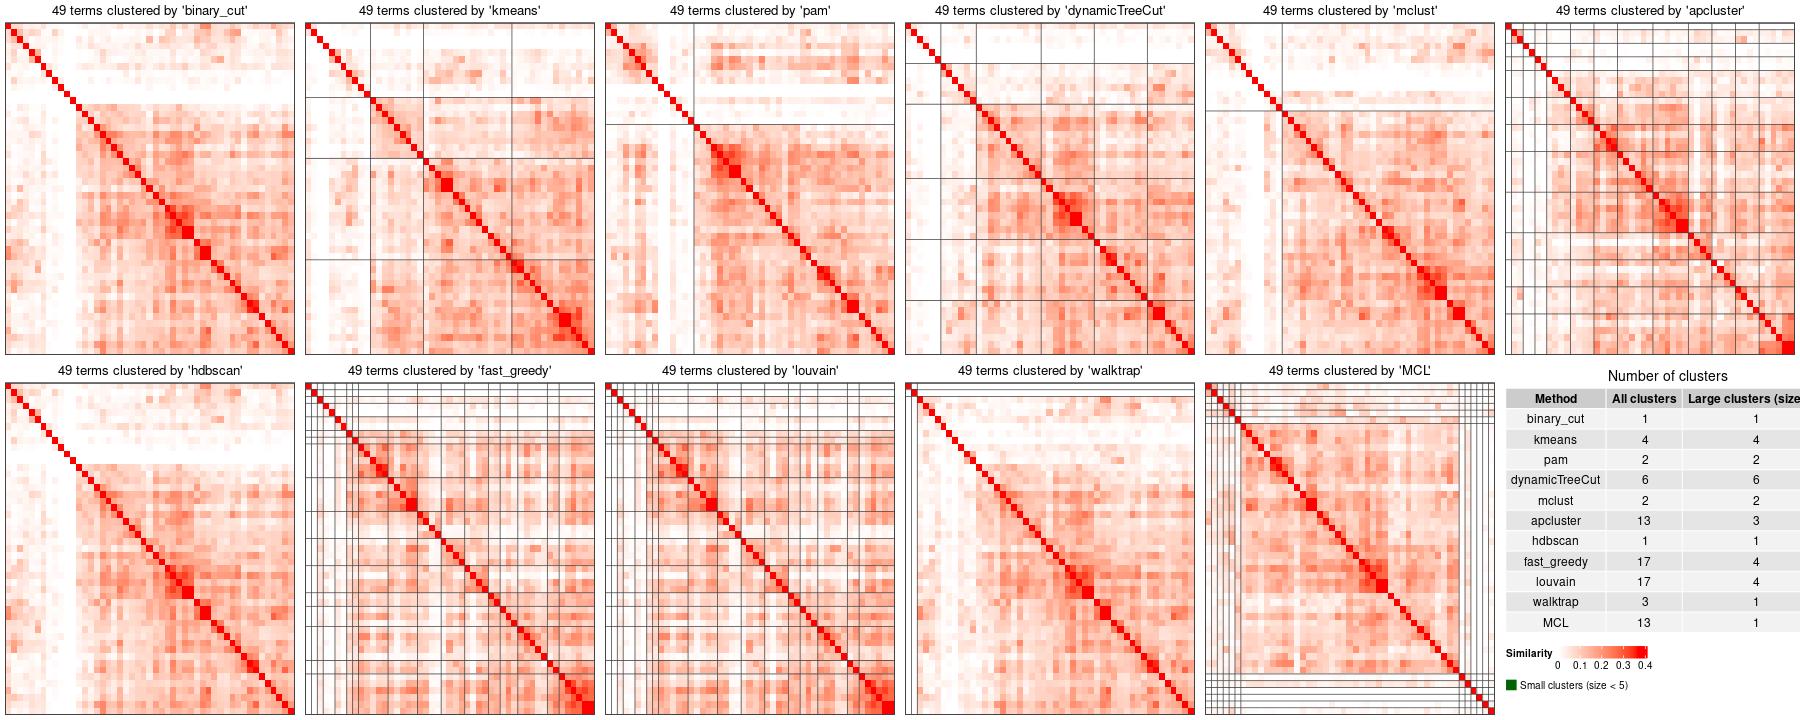 49 terms clustered by 'binary_cut'
49 terms clustered by 'kmeans'
49 terms clustered by 'pam'
49 terms clustered by 'dynamicTreeCut'
49 terms clustered by 'mclust'
49 terms clustered by 'apcluster'
49 terms clustered by 'hdbscan'
49 terms clustered by 'fast_greedy'
49 terms clustered by 'louvain'
49 terms clustered by 'walktrap'
49 terms clustered by 'MCL'
Number of clusters
Method All clusters Large clusters (size
binary_cut 1 1
kmeans 4 4
pam 2 2
dynamicTreeCut 6 6
mclust 2 2
apcluster 13 3
hdbscan 1 1
fast_greedy 17 4
louvain 17 4
walktrap 3 1
MCL 13 1
Similarity
0 0.1 0.2 0.3 0.4
Small clusters (size < 5)